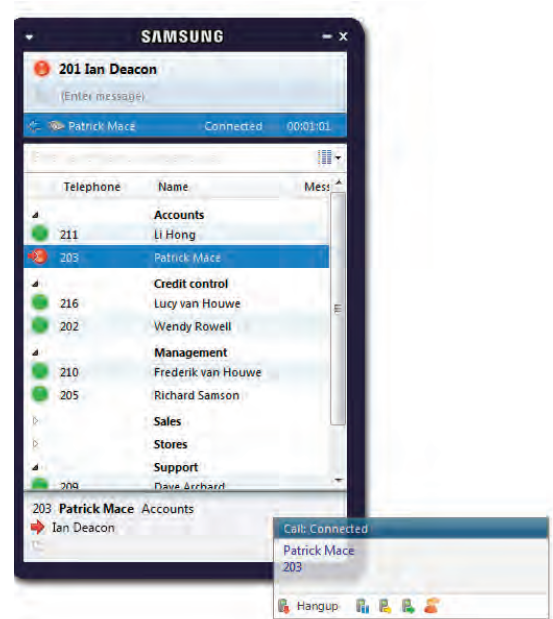 SAMSUNG
201 Ian Deacon
(Enter message)
Patrick Mace Connected 00:01:01
Telephone Name Mess
Accounts
211 Li Hong
203 Patrick Mace
Credit control
216 Lucy van Houwe
202 Wendy Rowell
Management
210 Frederik van Houwe
205 Richard Samson
Sales
Stores
Support
209 Dave Archard
203 Patrick Mace Accounts
Ian Deacon
Call: Connected
Patrick Mace
203
Hangup